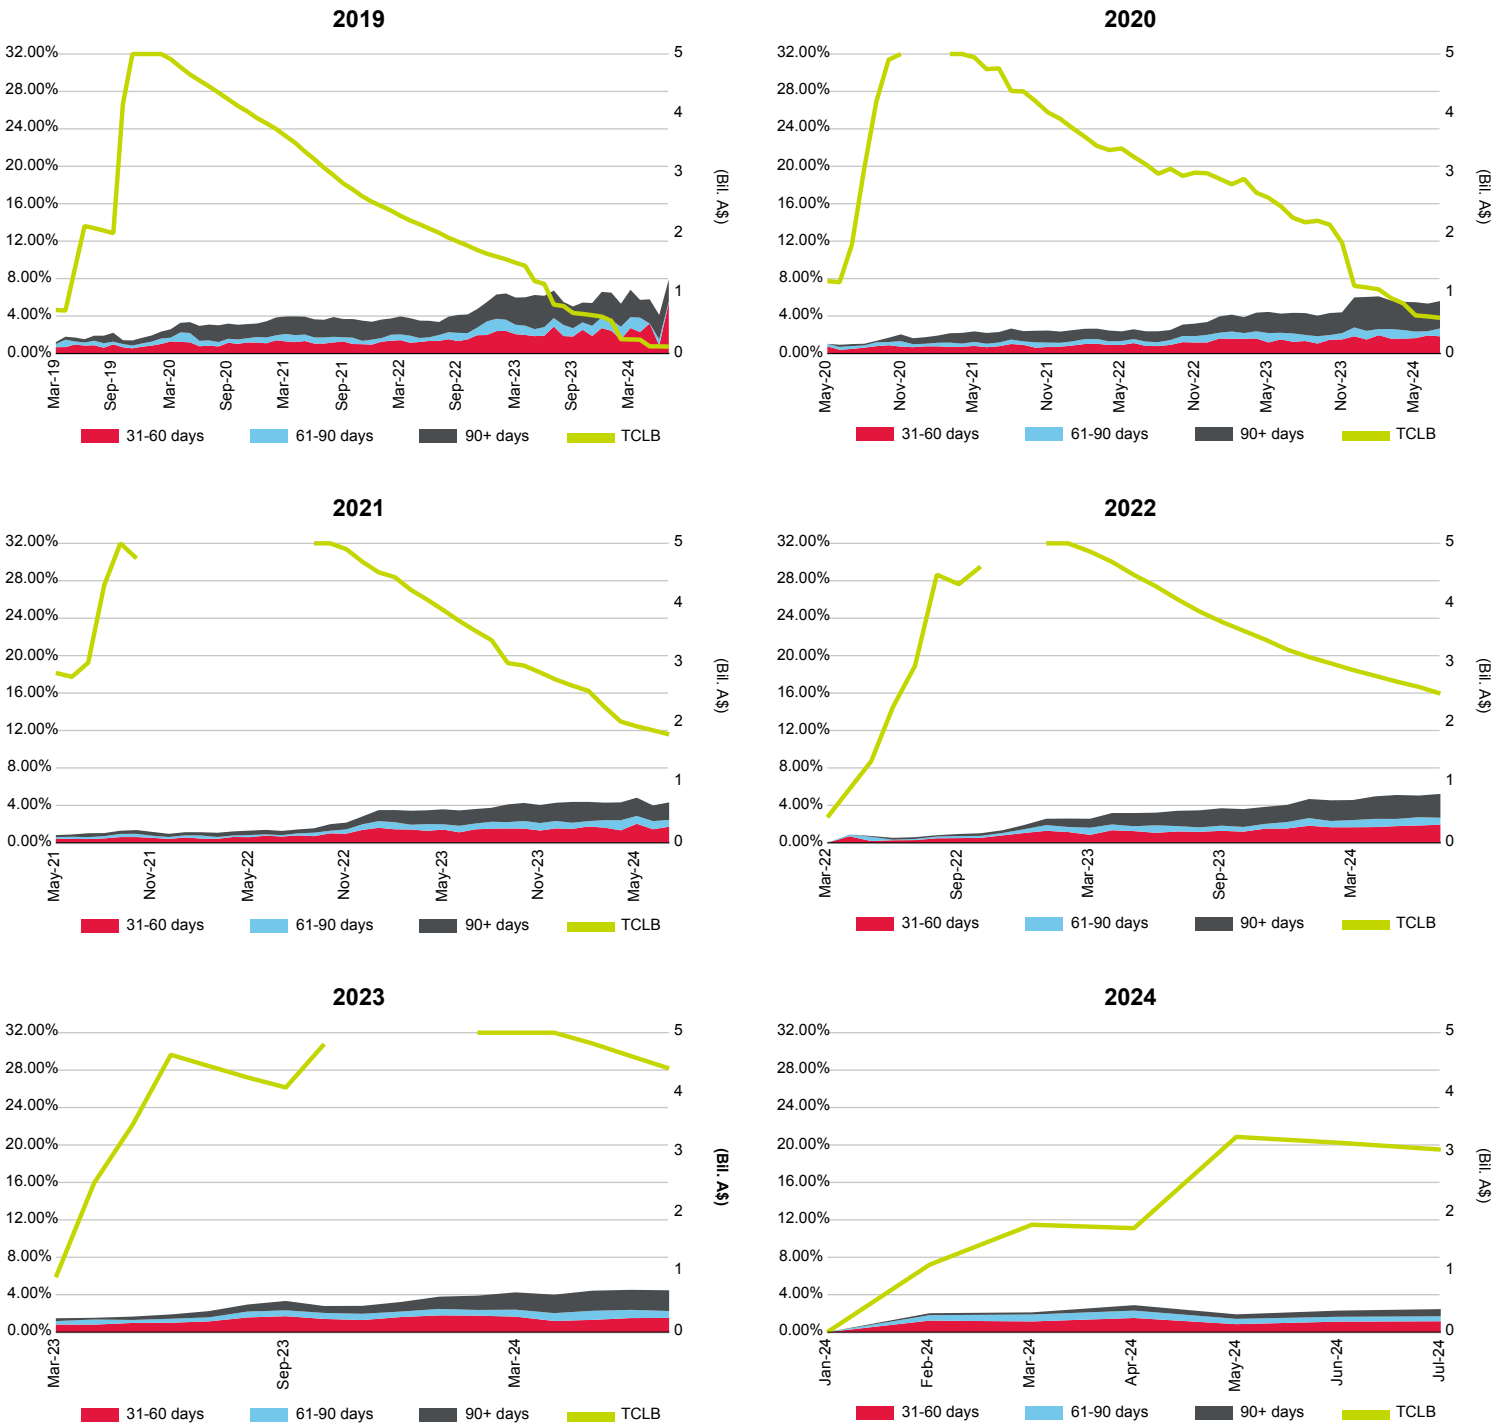 2019
32.00%
28.00%
24.00%
20.00%
16.00%
12.00%
8.00%
4.00%
0.00%
5
4
3
2
1
0
(Bil. A$)
Mar-19
Sep-19
Mar-20
Sep-20
Mar-21
Sep-21
Mar-22
Sep-22
Mar-23
Sep-23
Mar-24
31-60 days 61-90 days 90+ days TCLB
2020
32.00%
28.00%
24.00%
20.00%
16.00%
12.00%
8.00%
4.00%
0.00%
5
4
3
2
1
0
(Bil. A$)
May-20
Nov-20
May-21
Nov-21
May-22
Nov-22
May-23
Nov-23
May-24
31-60 days 61-90 days 90+ days TCLB
2021
32.00%
28.00%
24.00%
20.00%
16.00%
12.00%
8.00%
4.00%
0.00%
5
4
3
2
1
0
(Bil. A$)
May-21
Nov-21
May-22
Nov-22
May-23
Nov-23
May-24
31-60 days 61-90 days 90+ days TCLB
2022
32.00%
28.00%
24.00%
20.00%
16.00%
12.00%
8.00%
4.00%
0.00%
5
4
3
2
1
0
(Bil. A$)
Mar-22
Sep-22
Mar-23
Sep-23
Mar-24
31-60 days 61-90 days 90+ days TCLB
2023
32.00%
28.00%
24.00%
20.00%
16.00%
12.00%
8.00%
4.00%
0.00%
5
4
3
2
1
0
(Bil. A$)
Mar-23
Sep-23
Mar-24
31-60 days 61-90 days 90+ days TCLB
2024
32.00%
28.00%
24.00%
20.00%
16.00%
12.00%
8.00%
4.00%
0.00%
5
4
3
2
1
0
(Bil. A$)
Jan-24
Feb-24
Mar-24
Apr-24
May-24
Jun-24
Jul-24
31-60 days 61-90 days 90+ days TCLB